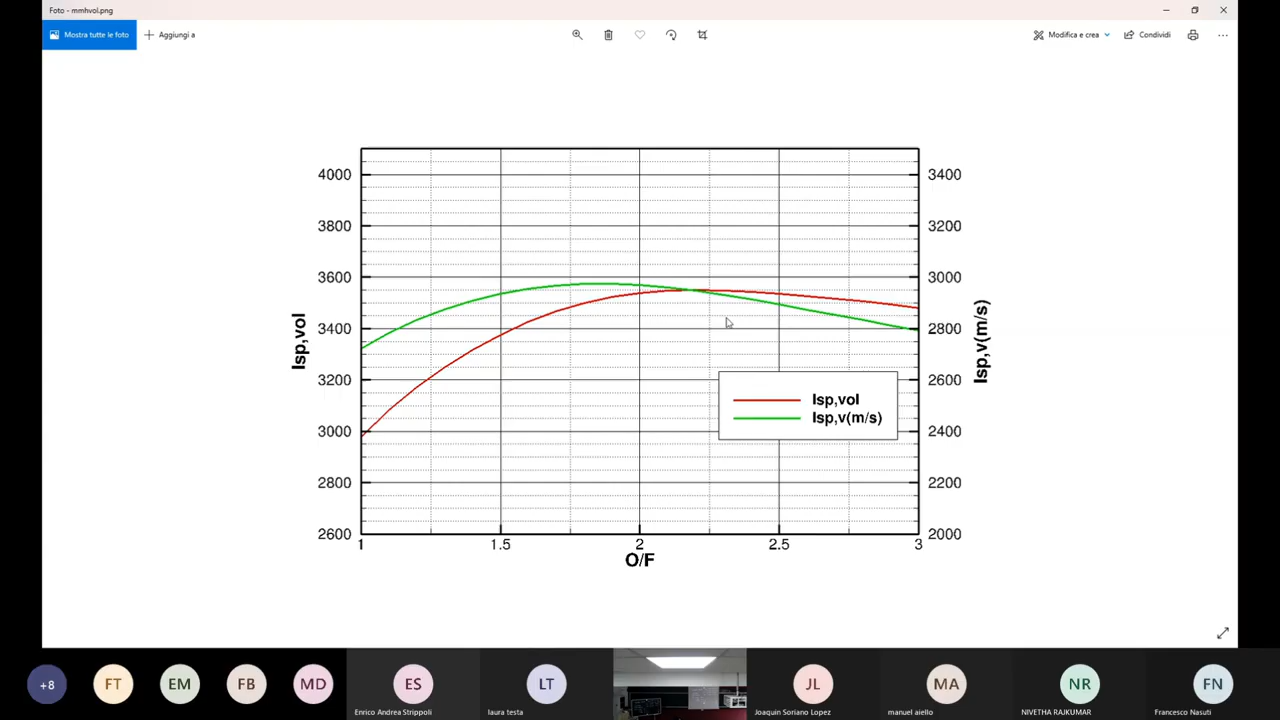 Foto - mmhvol.png
Mostra tutte le foto
Aggiungi a
Modifica e crea
Condividi
4000
3800
3600
3400
3200
3000
2800
2600
Isp,vol
3400
3200
3000
2800
2600
2400
2200
2000
Isp,v(m/s)
Isp,vol
Isp,v(m/s)
1
1.5
2
2.5
3
O/F
+8
FT
EM
FB
MD
ES
LT
JL
MA
NR
FN
Enrico Andrea Strippoli
laura testa
Joaquin Soriano Lopez
manuel aiello
NIVETHA RAJKUMAR
Francesco Nasuti